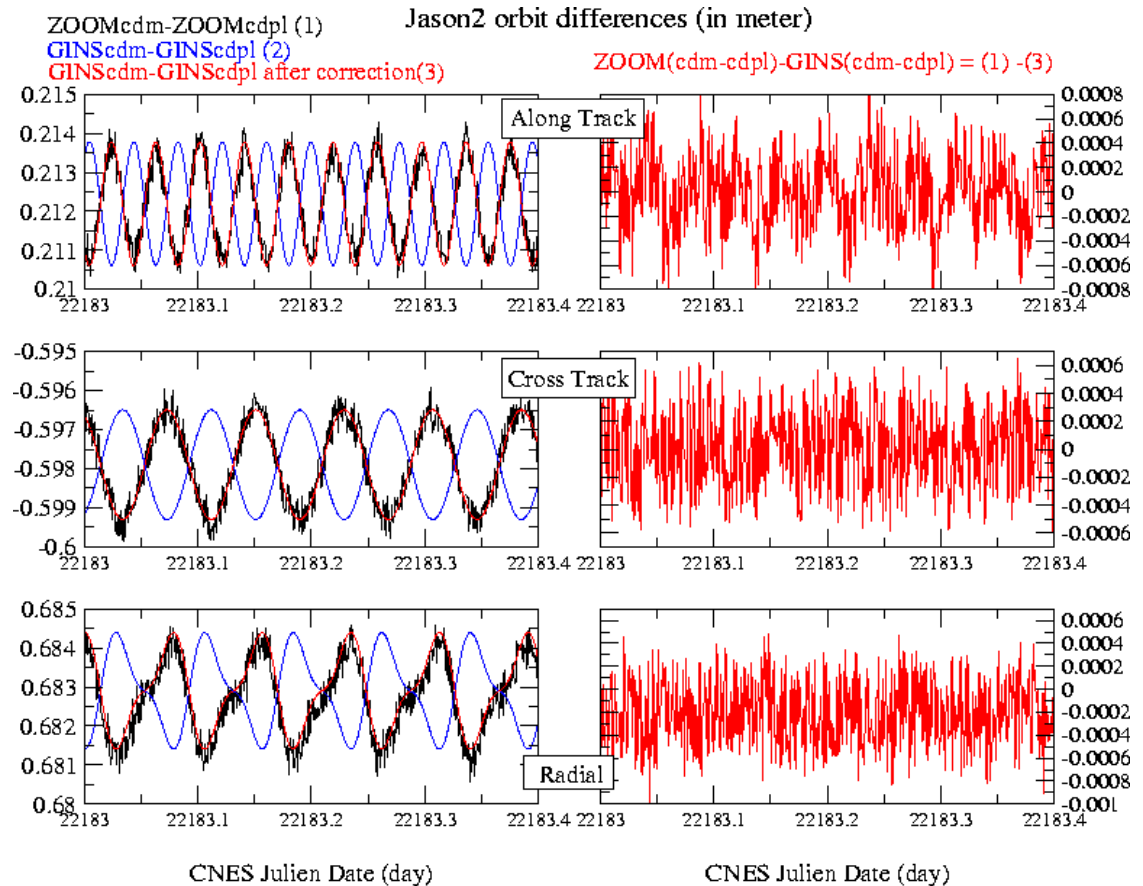 Jason2 orbit differences (in meter)
ZOOMcdm-ZOOMcdpl (1)
GINScdm-GINScdpl (2)
GINScdm-GINScdpl after correction(3)
ZOOM(cdm-cdpl)-GINS(cdm-cdpl) = (1) -(3)
Along Track
0.215
0.214
0.213
0.212
0.211
0.21
22183 22183.1 22183.2 22183.3 22183.4
0.0008
0.0006
0.0004
0.0002
0
-0.0002
-0.0004
-0.0006
-0.0008
22183 22183.1 22183.2 22183.3 22183.4
Cross Track
-0.595
-0.596
-0.597
-0.598
-0.599
-0.6
22183 22183.1 22183.2 22183.3 22183.4
0.0006
0.0004
0.0002
0
-0.0002
-0.0004
-0.0006
22183 22183.1 22183.2 22183.3 22183.4
0.685
0.684
0.683
0.682
0.681
0.68
Radial
22183 22183.1 22183.2 22183.3 22183.4
0.0006
0.0004
0.0002
0
-0.0002
-0.0004
-0.0006
-0.0008
-0.001
22183 22183.1 22183.2 22183.3 22183.4
CNES Julien Date (day)
CNES Julien Date (day)